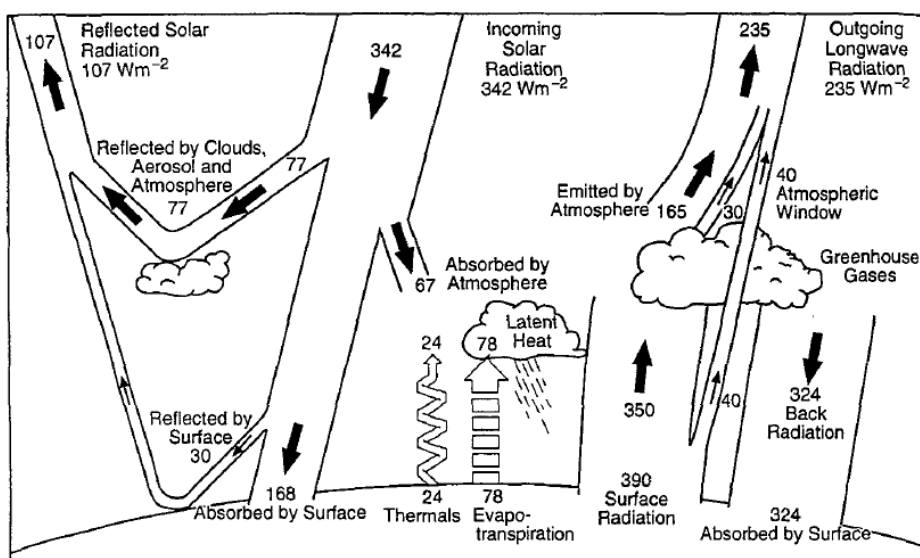 107
Reflected Solar
Radiation
107 Wm⁻²
342
Incoming
Solar
Radiation
342 Wm⁻²
235
Outgoing
Longwave
Radiation
235 Wm⁻²
Reflected by Clouds,
Aerosol and
Atmosphere
77
77
Emitted by
Atmosphere
165
30
40
Atmospheric
Window
Greenhouse
Gases
Absorbed by
67 Atmosphere
Latent
Heat
24
78
350
40
324
Back
Radiation
Reflected by
Surface
30
168
Absorbed by Surface
24
Thermals
78
Evapo-
transpiration
390
Surface
Radiation
324
Absorbed by Surface